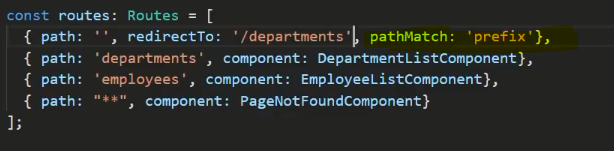 const routes: Routes = [
{ path: '', redirectTo: '/departments', pathMatch: 'prefix'},
{ path: 'departments', component: DepartmentListComponent},
{ path: 'employees', component: EmployeeListComponent},
{ path: "**", component: PageNotFoundComponent}
];